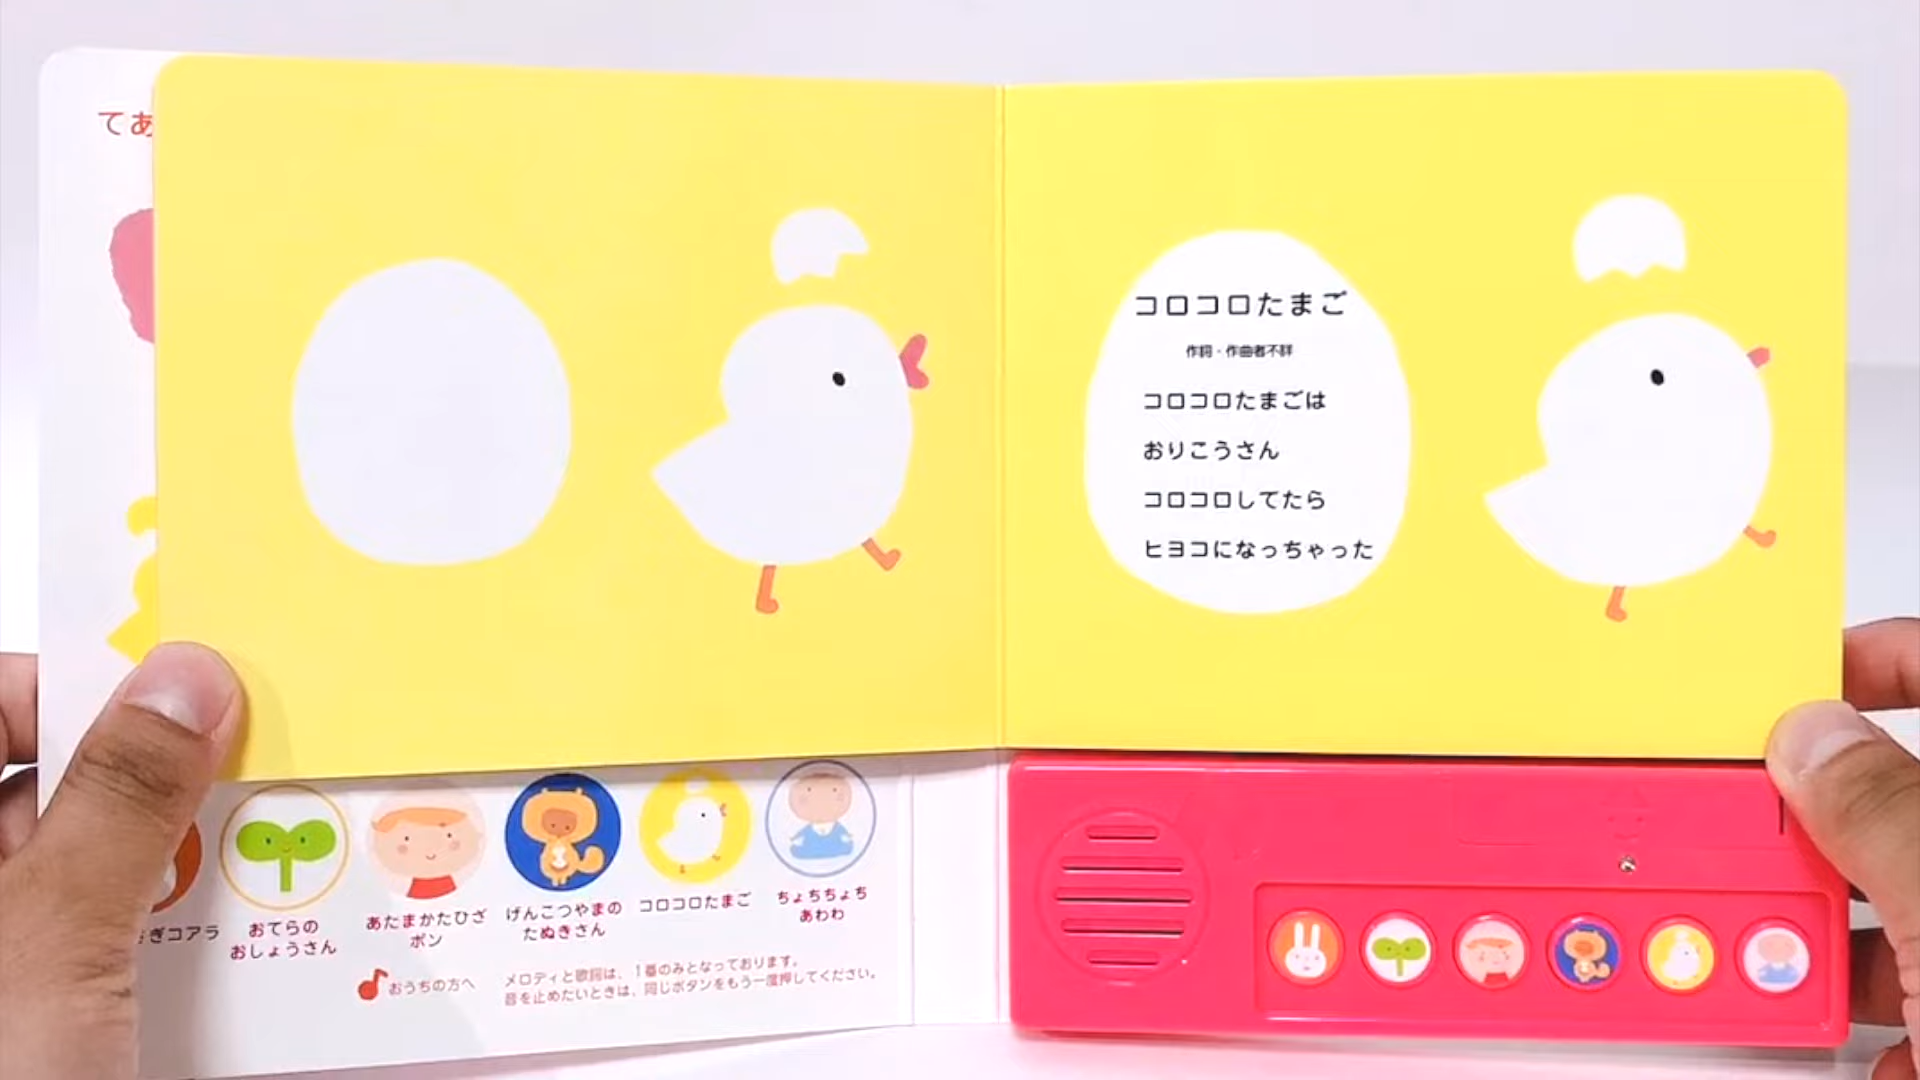 てあ
コロコロたまご
作詞・作曲者不詳
コロコロたまごは
おりこうさん
コロコロしてたら
ヒヨコになっちゃった
ぎコアラ
おてらの
おしょうさん
あたまかたひざ
ポン
げんこつやまの
たぬきさん
コロコロたまご
ちょちちょち
あわわ
おうちの方へ
メロディと歌詞は、1番のみとなっております。
音を止めたいときは、同じボタンをもう一度押してください。